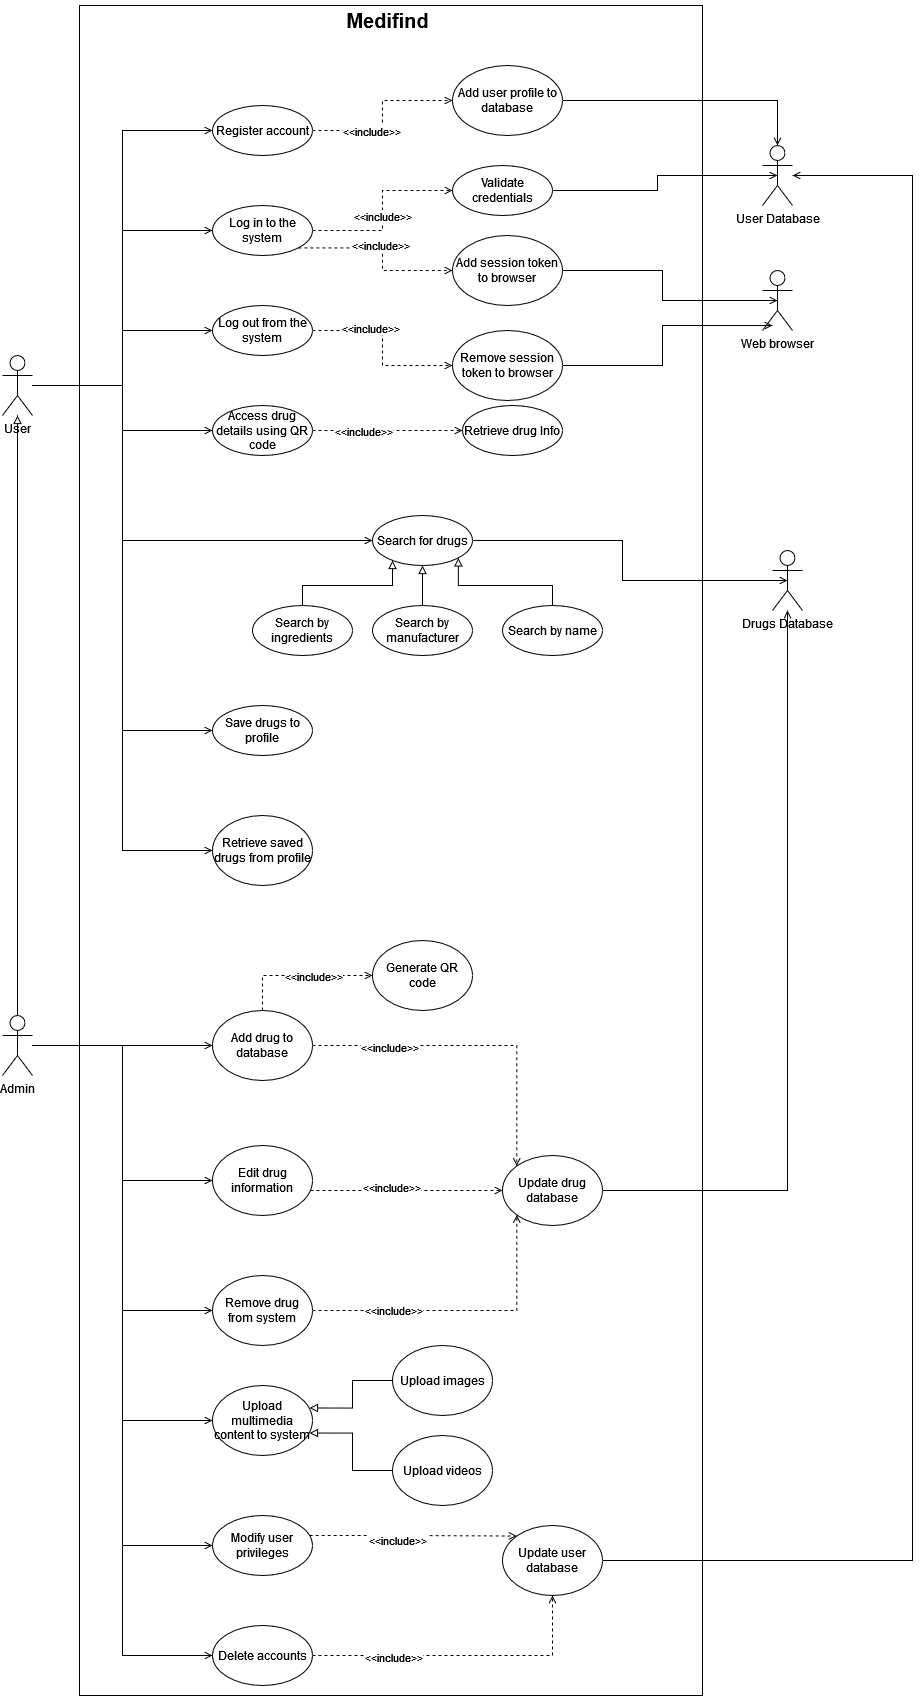 Medifind
Add user profile to
database
Register account
<<include>>
Validate
credentials
User Database
Log in to the
system
<<include>>
<<include>>
Add session token
to browser
Log out from the
system
<<include>>
Web browser
Remove session
token to browser
User
Access drug
details using QR
code
<<include>>
Retrieve drug Info
Search for drugs
Search by
ingredients
Search by
manufacturer
Search by name
Drugs Database
Save drugs to
profile
Retrieve saved
drugs from profile
Generate QR
code
<<include>>
Add drug to
database
<<include>>
Admin
Edit drug
information
<<include>>
Update drug
database
Remove drug
from system
<<include>>
Upload images
Upload
multimedia
content to system
Upload videos
Modify user
privileges
<<include>>
Update user
database
Delete accounts
<<include>>